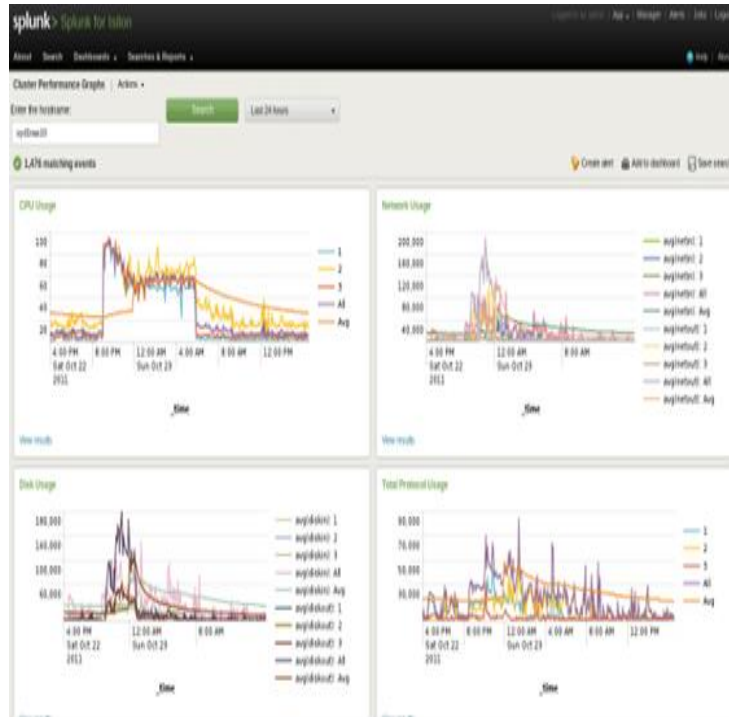 splunk> Splunk for Isilon
App Manager Alerts Jobs
About Search Dashboards Searches & Reports
Help
Cluster Performance Graphs | Actions
Enter the hostname:
Search
Last 24 hours
1,476 matching events
Create alert Add to dashboard Save search
CPU Usage
100
80
60
40
20
1
2
3
All
Avg
4:00 PM 8:00 PM 12:00 AM 4:00 AM 8:00 AM 12:00 PM
Sat Oct 22 Sun Oct 23
2011
_time
View results
Network Usage
200,000
160,000
120,000
80,000
40,000
avg(netin): 1
avg(netin): 2
avg(netin): 3
avg(netin): All
avg(netin): Avg
avg(netout): 1
avg(netout): 2
avg(netout): 3
avg(netout): All
avg(netout): Avg
4:00 PM 12:00 AM 8:00 AM
Sat Oct 22 Sun Oct 23
2011
_time
View results
Disk Usage
180,000
140,000
100,000
60,000
avg(diskin): 1
avg(diskin): 2
avg(diskin): 3
avg(diskin): All
avg(diskin): Avg
avg(diskout): 1
avg(diskout): 2
avg(diskout): 3
avg(diskout): All
avg(diskout): Avg
4:00 PM 12:00 AM 8:00 AM
Sat Oct 22 Sun Oct 23
2011
_time
Total Protocol Usage
90,000
70,000
50,000
30,000
1
2
3
All
Avg
4:00 PM 8:00 PM 12:00 AM 4:00 AM 8:00 AM 12:00 PM
Sat Oct 22 Sun Oct 23
2011
_time